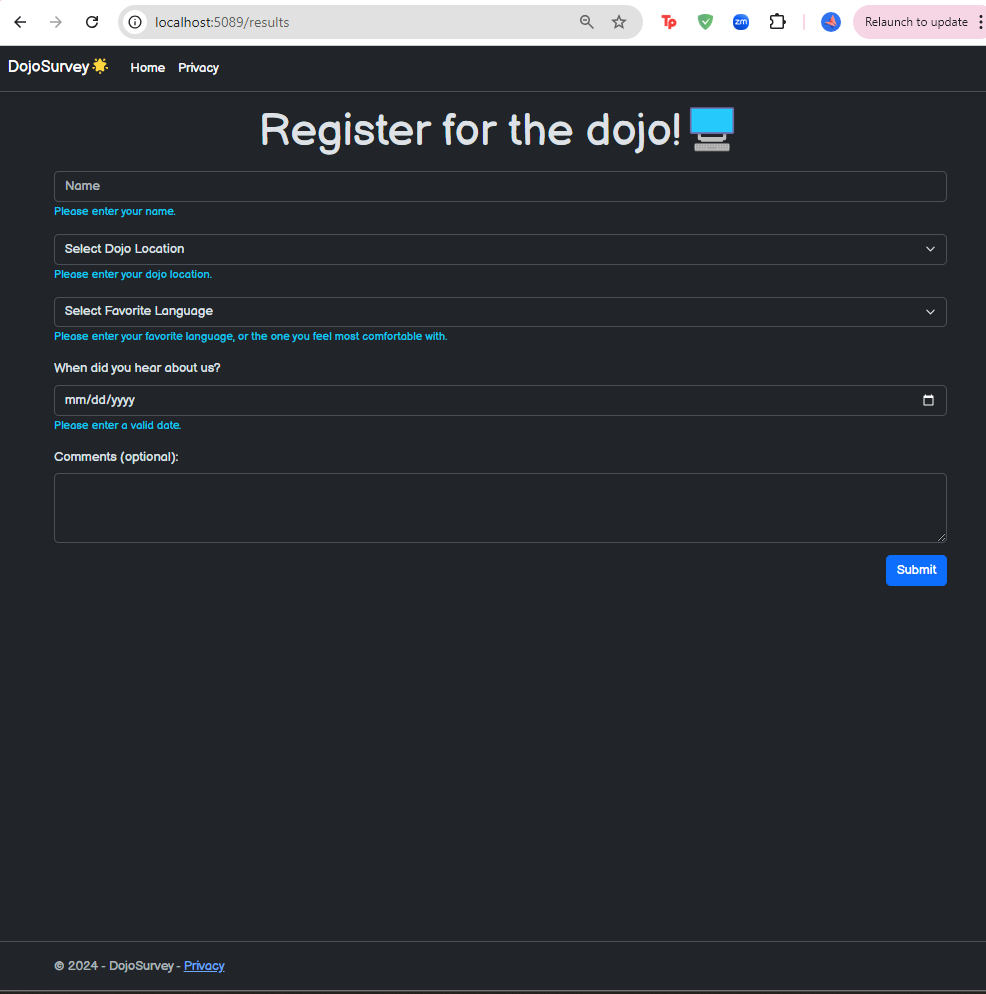 localhost:5089/results
Tp
zm
Relaunch to update
DojoSurvey🌟 Home Privacy
Register for the dojo!🖥️
Name
Please enter your name.
Select Dojo Location
Please enter your dojo location.
Select Favorite Language
Please enter your favorite language, or the one you feel most comfortable with.
When did you hear about us?
mm/dd/yyyy
Please enter a valid date.
Comments (optional):
Submit
© 2024 - DojoSurvey - Privacy